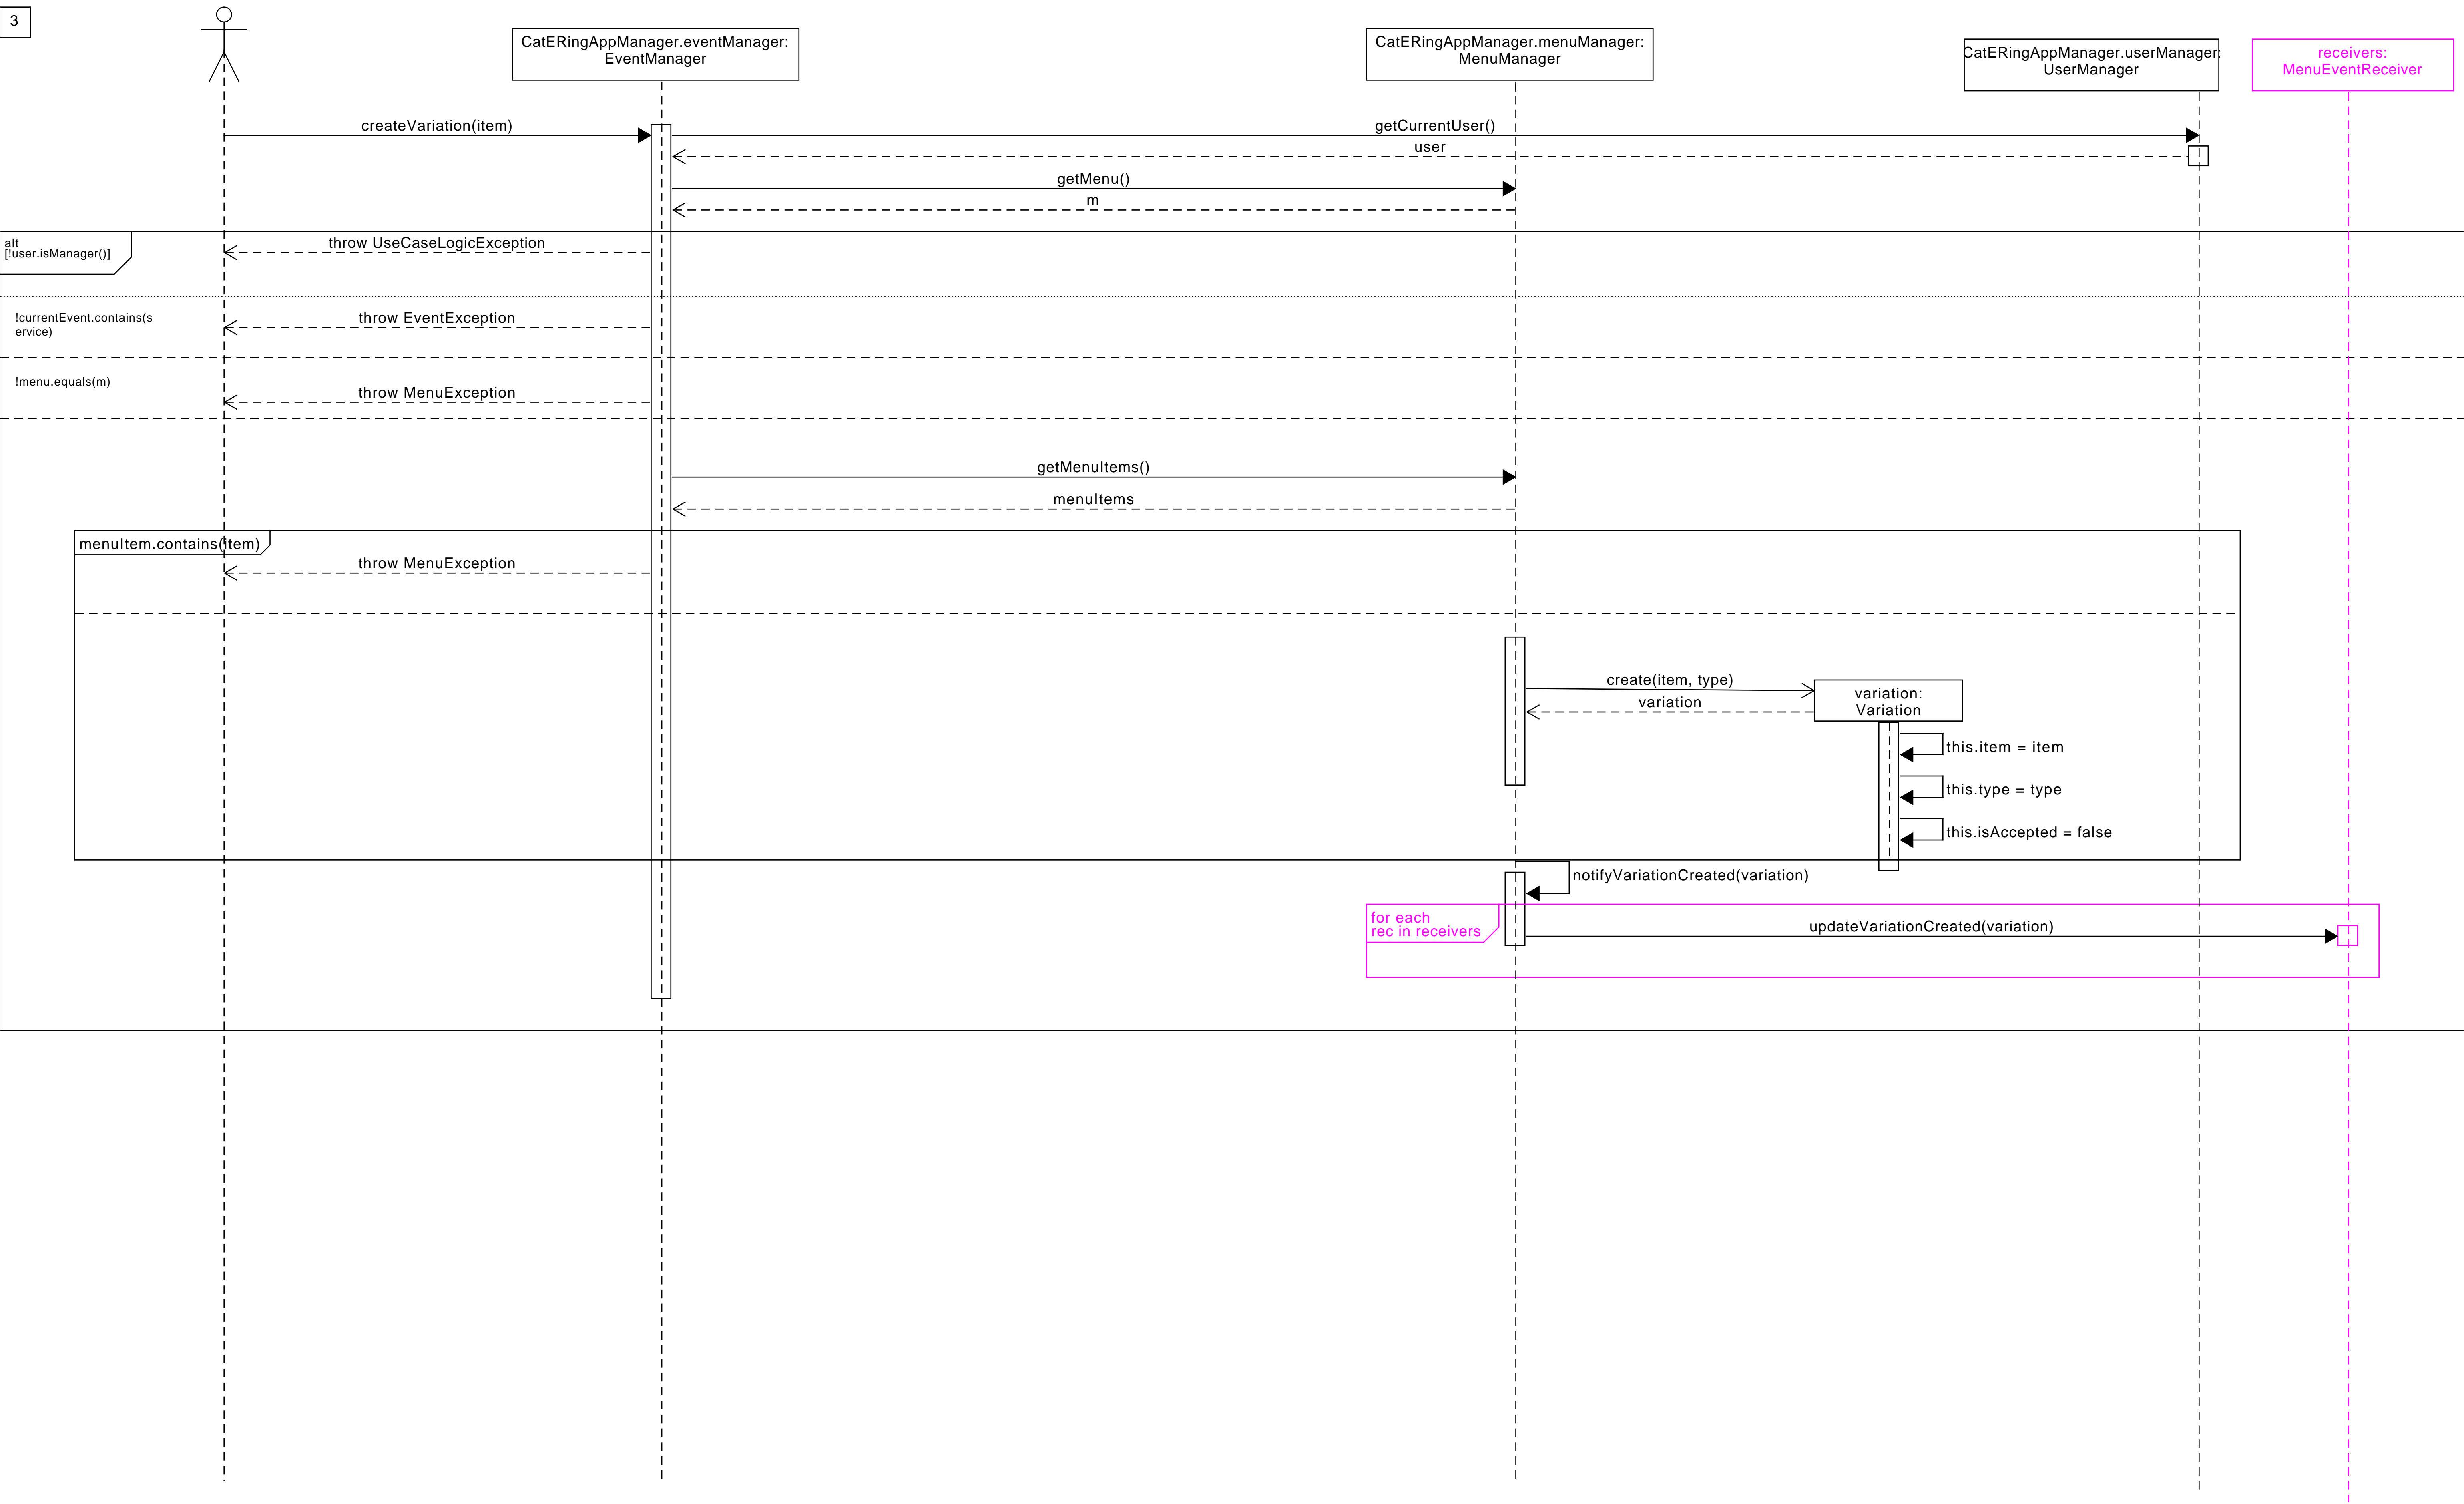 3
CatERingAppManager.eventManager:
EventManager
CatERingAppManager.menuManager:
MenuManager
CatERingAppManager.userManager:
UserManager
receivers:
MenuEventReceiver
createVariation(item)
getCurrentUser()
user
getMenu()
m
alt
[!user.isManager()]
throw UseCaseLogicException
!currentEvent.contains(s
ervice)
throw EventException
!menu.equals(m)
throw MenuException
getMenuItems()
menuItems
menuItem.contains(item)
throw MenuException
create(item, type)
variation
variation:
Variation
this.item = item
this.type = type
this.isAccepted = false
notifyVariationCreated(variation)
for each
rec in receivers
updateVariationCreated(variation)